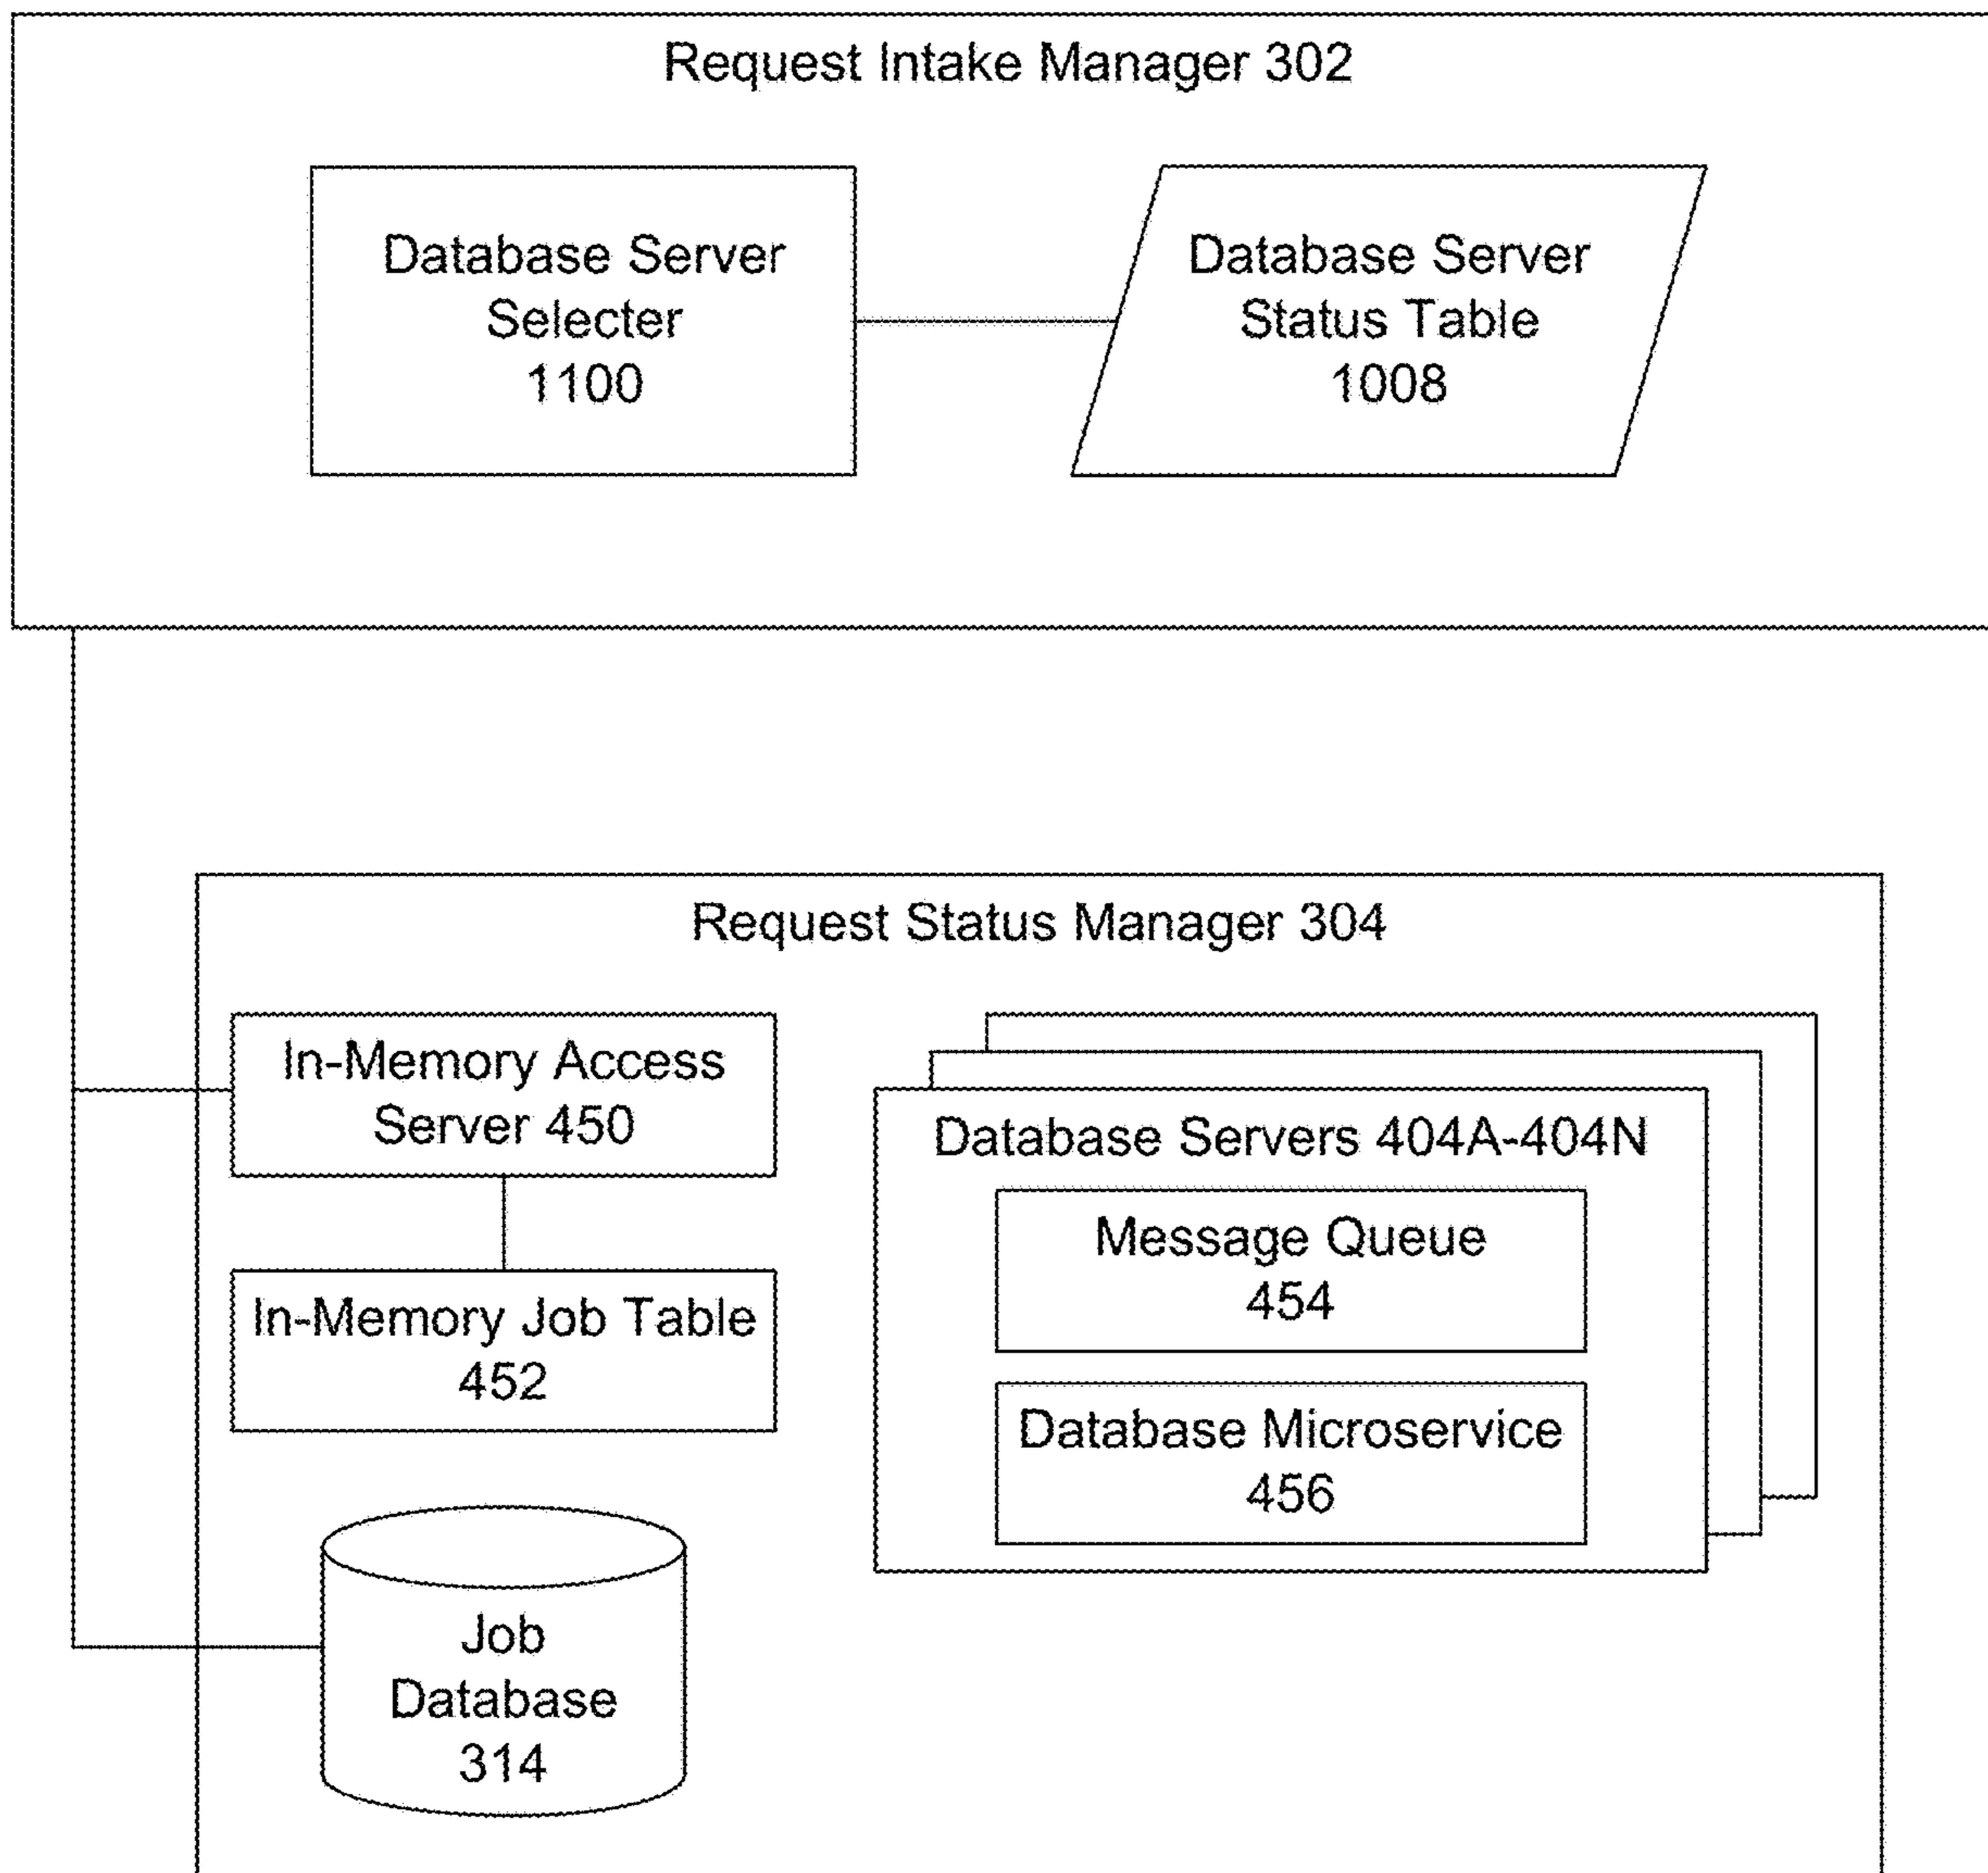 Request Intake Manager 302
Database Server
Selecter
1100
Database Server
Status Table
1008
Request Status Manager 304
In-Memory Access
Server 450
In-Memory Job Table
452
Job
Database
314
Database Servers 404A-404N
Message Queue
454
Database Microservice
456